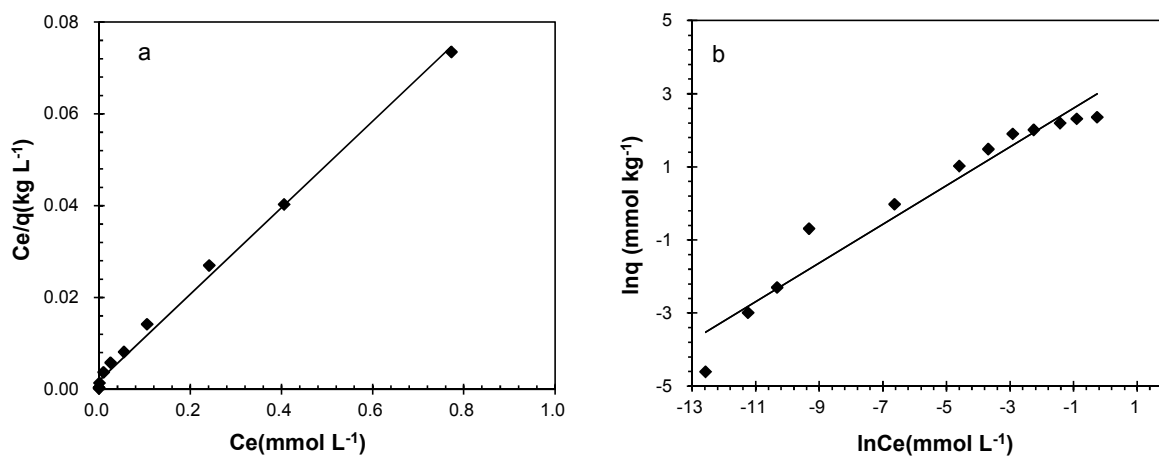 a
0.08
0.06
0.04
0.02
0.00
Ce/q(kg L-1)
0.0 0.2 0.4 0.6 0.8 1.0
Ce(mmol L-1)
b
5
3
1
-1
-3
-5
lnq (mmol kg-1)
-13 -11 -9 -7 -5 -3 -1 1
lnCe(mmol L-1)